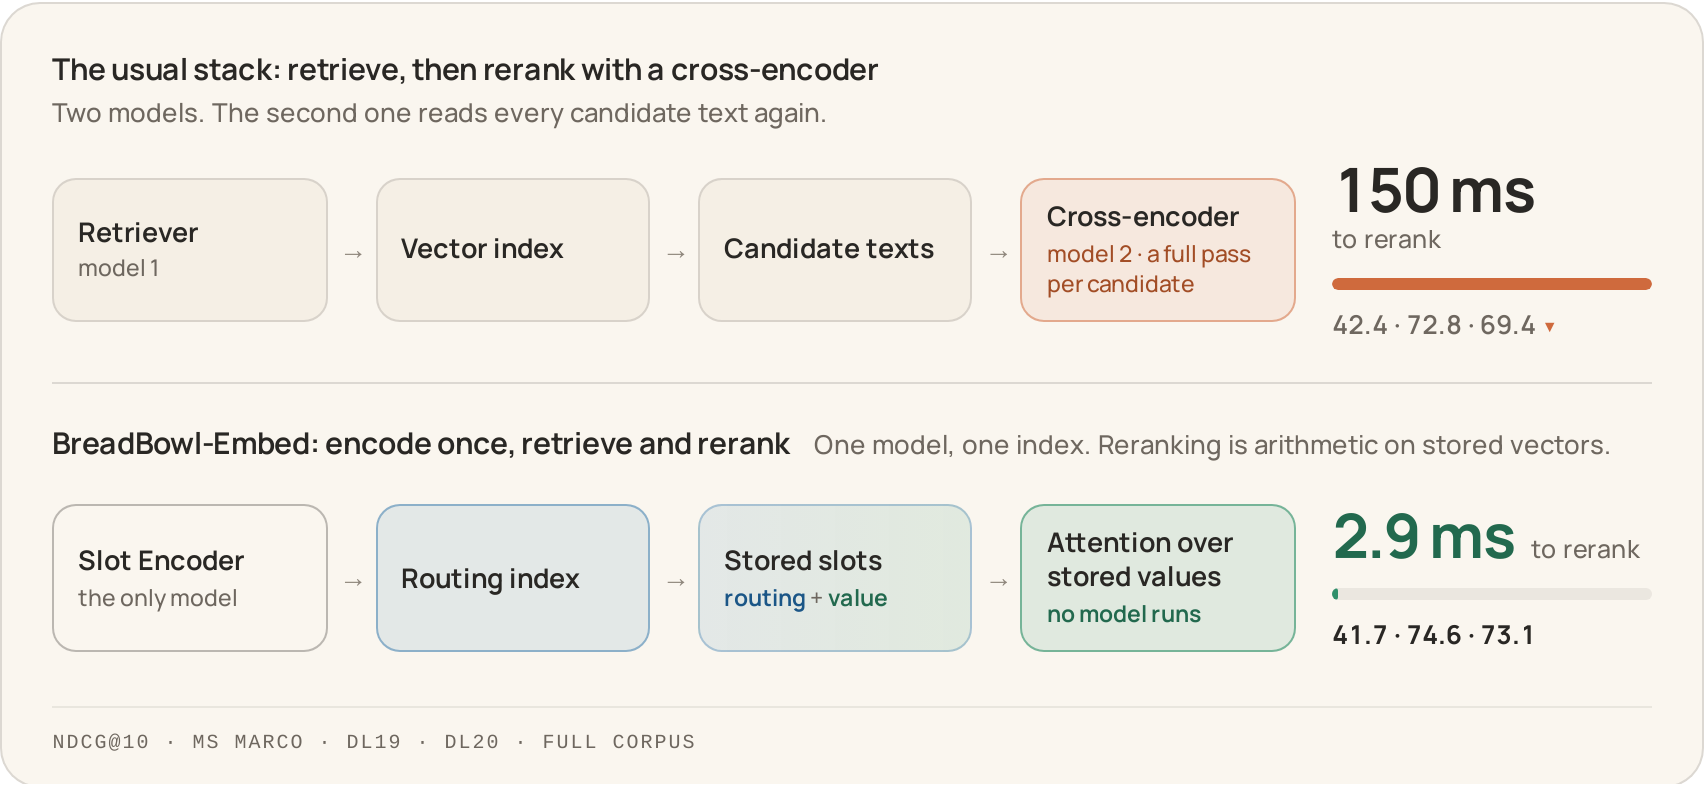 The usual stack: retrieve, then rerank with a cross-encoder
Two models. The second one reads every candidate text again.
Retriever
model 1
→
Vector index
→
Candidate texts
→
Cross-encoder
model 2 · a full pass
per candidate
150 ms
to rerank
42.4 · 72.8 · 69.4 ▼
BreadBowl-Embed: encode once, retrieve and rerank One model, one index. Reranking is arithmetic on stored vectors.
Slot Encoder
the only model
→
Routing index
→
Stored slots
routing + value
→
Attention over
stored values
no model runs
2.9 ms to rerank
41.7 · 74.6 · 73.1
NDCG@10 · MS MARCO · DL19 · DL20 · FULL CORPUS